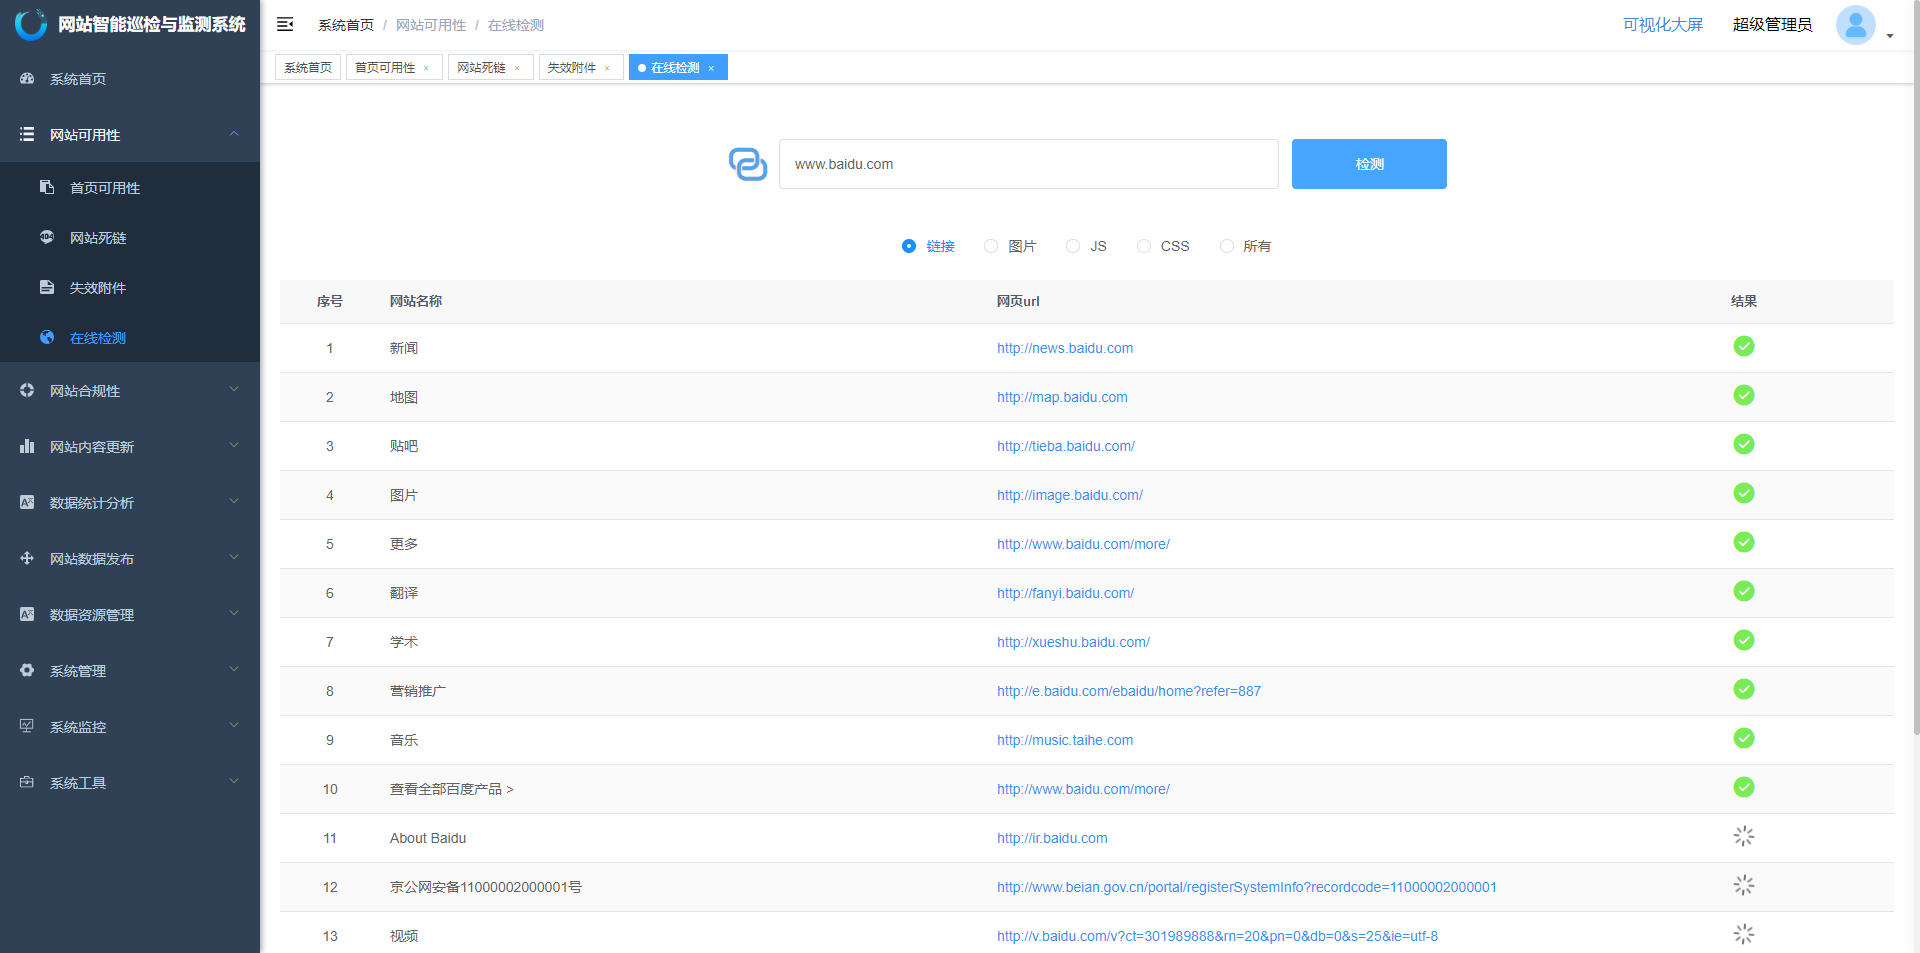 网站智能巡检与监测系统
系统首页 / 网站可用性 / 在线检测
可视化大屏 超级管理员
系统首页 首页可用性 × 网站死链 × 失效附件 × 在线检测 ×
系统首页
网站可用性
首页可用性
404 网站死链
失效附件
在线检测
网站合规性
网站内容更新
数据统计分析
网站数据发布
数据资源管理
系统管理
系统监控
系统工具
www.baidu.com 检测
链接 图片 JS CSS 所有
序号 网站名称 网页url 结果
1 新闻 http://news.baidu.com
2 地图 http://map.baidu.com
3 贴吧 http://tieba.baidu.com/
4 图片 http://image.baidu.com/
5 更多 http://www.baidu.com/more/
6 翻译 http://fanyi.baidu.com/
7 学术 http://xueshu.baidu.com/
8 营销推广 http://e.baidu.com/ebaidu/home?refer=887
9 音乐 http://music.taihe.com
10 查看全部百度产品 > http://www.baidu.com/more/
11 About Baidu http://ir.baidu.com
12 京公网安备11000002000001号 http://www.beian.gov.cn/portal/registerSystemInfo?recordcode=11000002000001
13 视频 http://v.baidu.com/v?ct=301989888&rn=20&pn=0&db=0&s=25&ie=utf-8